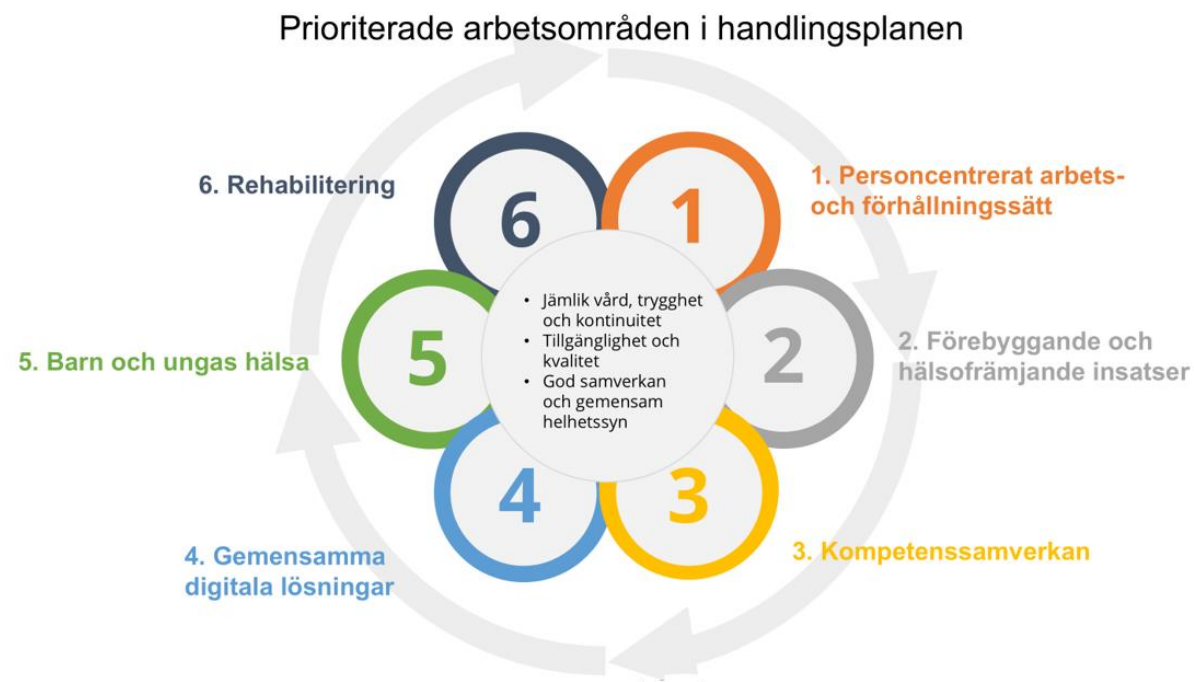 Prioriterade arbetsområden i handlingsplanen
6. Rehabilitering
6
1
1. Personcentrerat arbets-
och förhållningssätt
5. Barn och ungas hälsa
5
• Jämlik vård, trygghet
och kontinuitet
• Tillgänglighet och
kvalitet
• God samverkan
och gemensam
helhetssyn
2
2. Förebyggande och
hälsofrämjande insatser
4. Gemensamma
digitala lösningar
4
3
3. Kompetenssamverkan